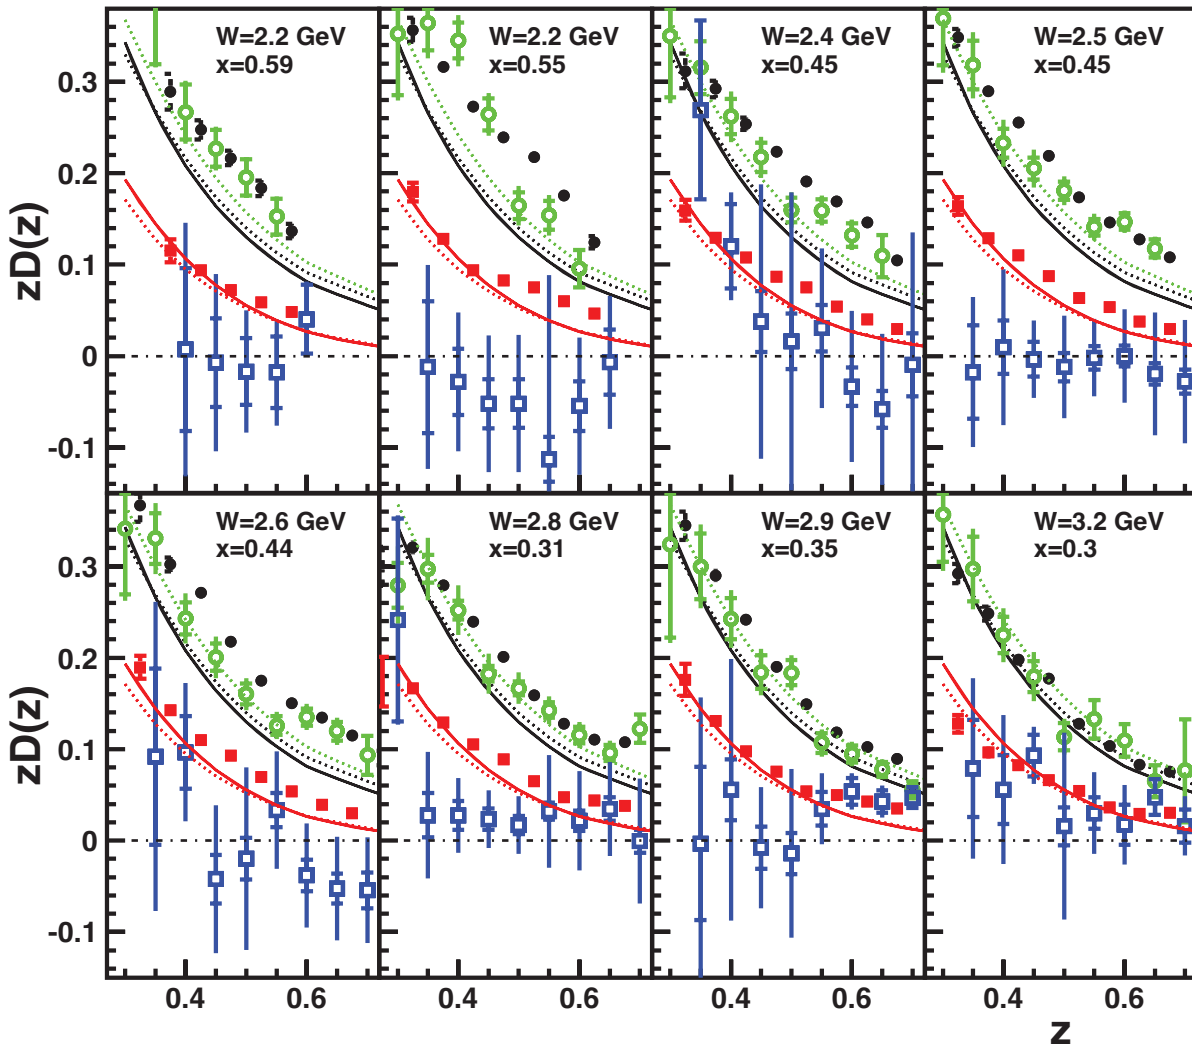 W=2.2 GeV
x=0.59
W=2.2 GeV
x=0.55
W=2.4 GeV
x=0.45
W=2.5 GeV
x=0.45
0.3
0.2
0.1
0
-0.1
zD(z)
W=2.6 GeV
x=0.44
W=2.8 GeV
x=0.31
W=2.9 GeV
x=0.35
W=3.2 GeV
x=0.3
0.3
0.2
0.1
0
-0.1
zD(z)
0.4 0.6 0.4 0.6 0.4 0.6 0.4 0.6
z